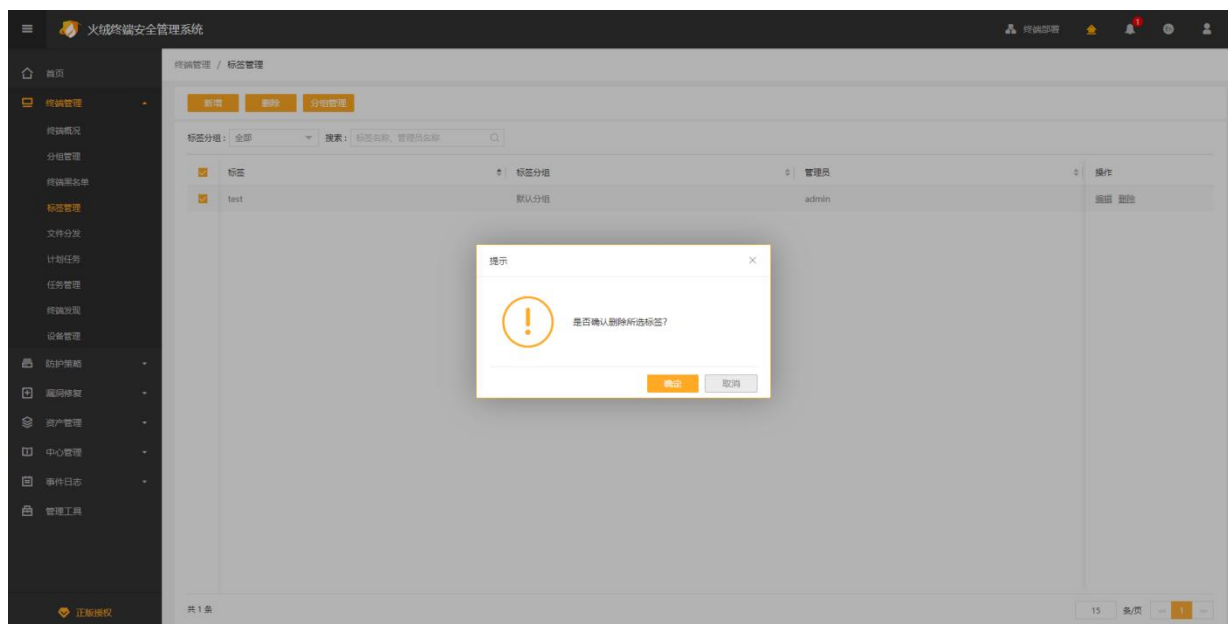 火绒终端安全管理系统
终端部署
1
首页
终端管理 / 标签管理
终端管理
新增 删除 分组管理
终端概况
标签分组： 全部 搜索： 标签名称、管理员名称
分组管理
标签 标签分组 管理员 操作
终端黑名单
test 默认分组 admin 编辑 删除
标签管理
文件分发
计划任务
任务管理
终端发现
设备管理
提示
是否确认删除所选标签?
确定 取消
防护策略
漏洞修复
资产管理
中心管理
事件日志
管理工具
正版授权
共 1 条
15 条/页 1